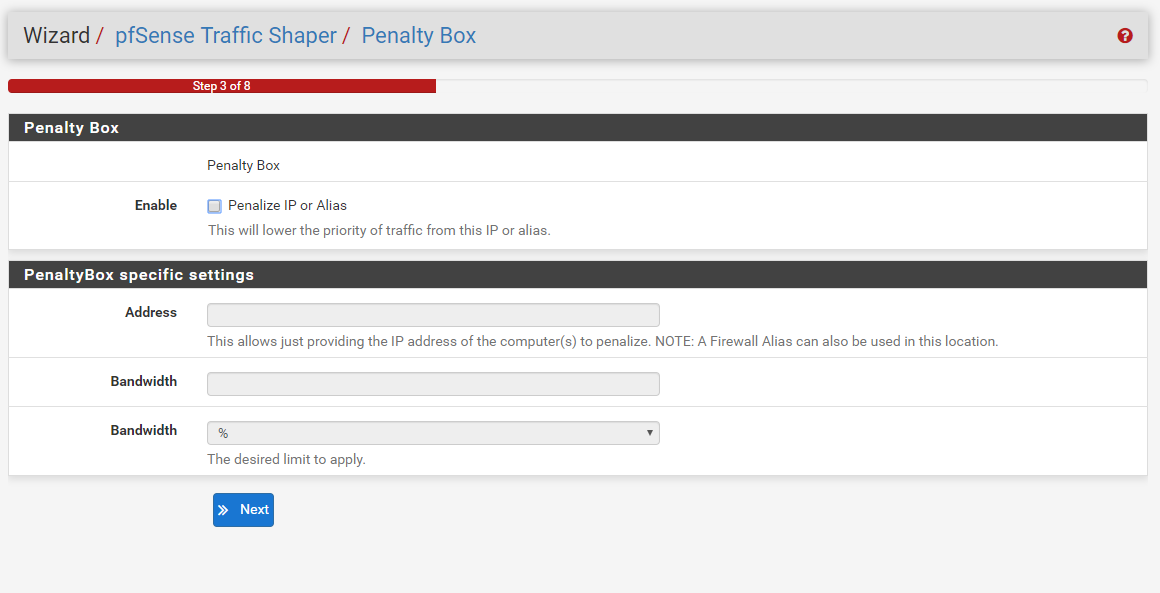 Wizard / pfSense Traffic Shaper / Penalty Box
Step 3 of 8
Penalty Box
Penalty Box
Enable Penalize IP or Alias
This will lower the priority of traffic from this IP or alias.
PenaltyBox specific settings
Address
This allows just providing the IP address of the computer(s) to penalize. NOTE: A Firewall Alias can also be used in this location.
Bandwidth
Bandwidth %
The desired limit to apply.
Next